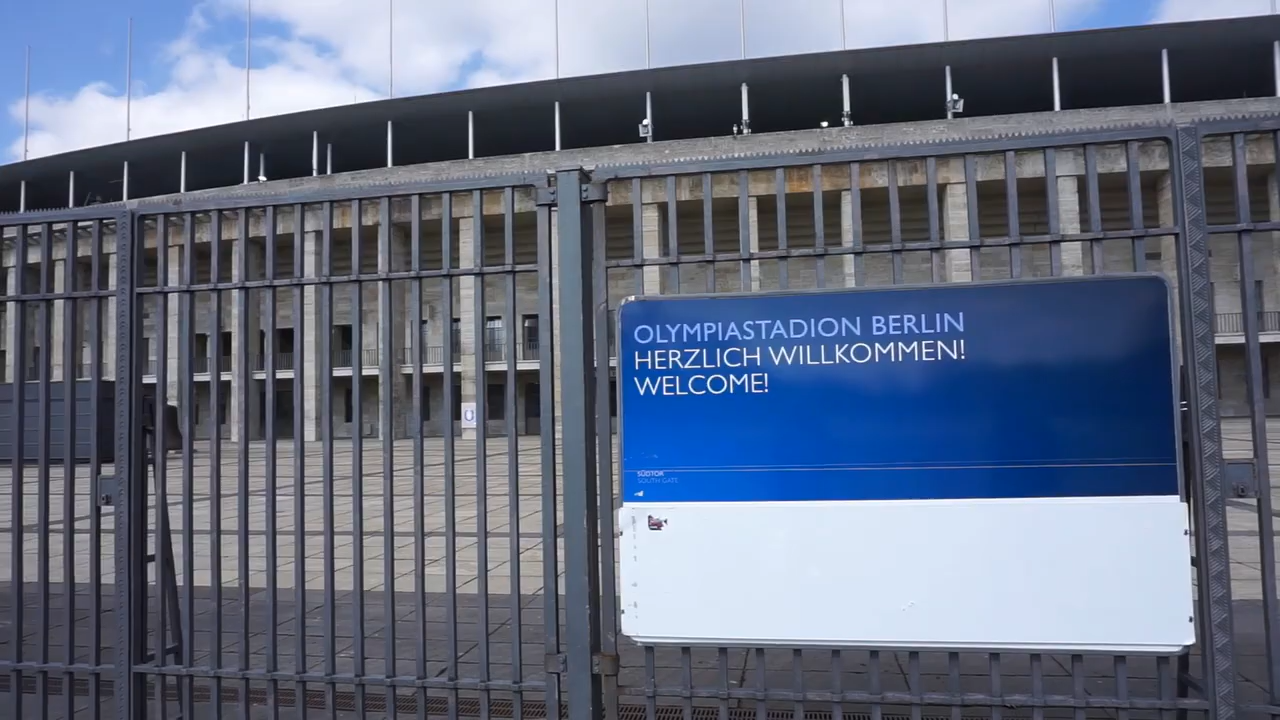 OLYMPIASTADION BERLIN
HERZLICH WILLKOMMEN!
WELCOME!
SÜDTOR
SOUTH GATE